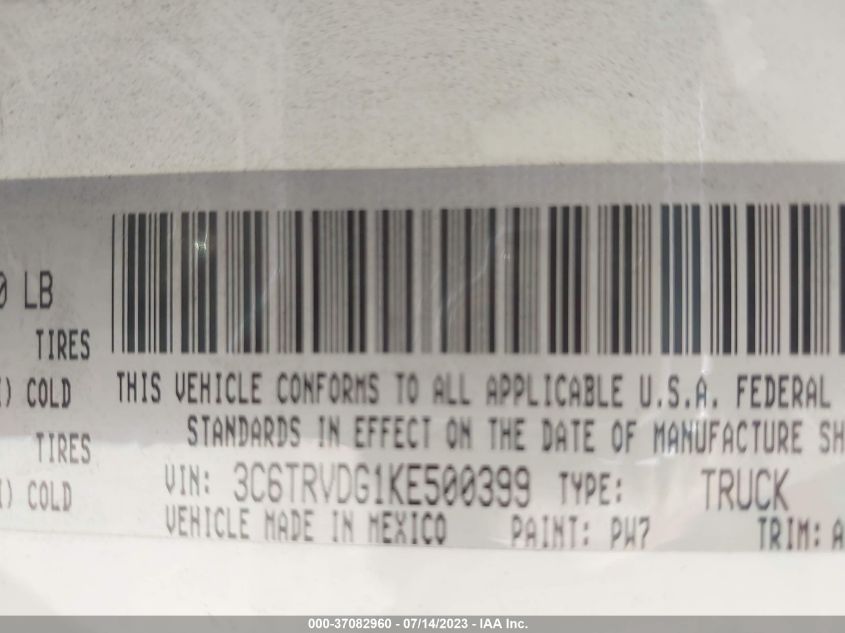 0 LB
TIRES
) COLD
TIRES
) COLD
THIS VEHICLE CONFORMS TO ALL APPLICABLE U.S.A. FEDERAL
STANDARDS IN EFFECT ON THE DATE OF MANUFACTURE SH
VIN: 3C6TRVDG1KE500399 TYPE: TRUCK
VEHICLE MADE IN MEXICO PAINT: PW7 TRIM: A
000-37082960 - 07/14/2023 - IAA Inc.